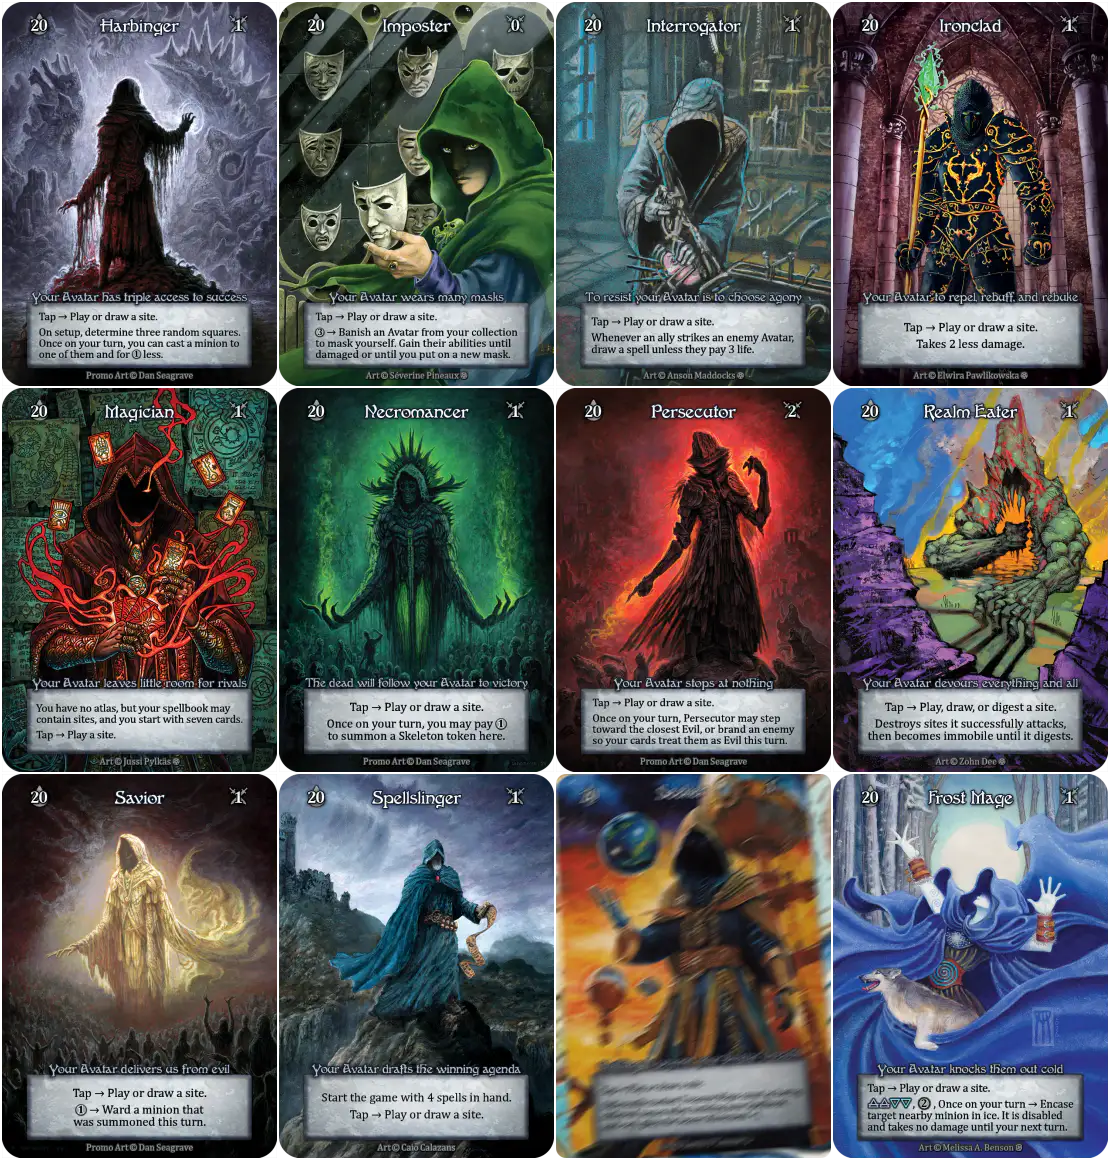 20 Harbinger 1
Your Avatar has triple access to success
Tap → Play or draw a site.
On setup, determine three random squares.
Once on your turn, you can cast a minion to
one of them and for ① less.
Promo Art © Dan Seagrave
20 Imposter 0
Your Avatar wears many masks
Tap → Play or draw a site.
③ → Banish an Avatar from your collection
to mask yourself. Gain their abilities until
damaged or until you put on a new mask.
Art © Séverine Pineaux
20 Interrogator 1
To resist your Avatar is to choose agony
Tap → Play or draw a site.
Whenever an ally strikes an enemy Avatar,
draw a spell unless they pay 3 life.
Art © Anson Maddocks
20 Ironclad 1
Your Avatar to repel, rebuff, and rebuke
Tap → Play or draw a site.
Takes 2 less damage.
Art © Elwira Pawlikowska
20 Magician 1
Your Avatar leaves little room for rivals
You have no atlas, but your spellbook may
contain sites, and you start with seven cards.
Tap → Play a site.
Art © Jussi Pylkäs
20 Necromancer 1
The dead will follow your Avatar to victory
Tap → Play or draw a site.
Once on your turn, you may pay ①
to summon a Skeleton token here.
Promo Art © Dan Seagrave
20 Persecutor 2
Your Avatar stops at nothing
Tap → Play or draw a site.
Once on your turn, Persecutor may step
toward the closest Evil, or brand an enemy
so your cards treat them as Evil this turn.
Promo Art © Dan Seagrave
20 Realm Eater 1
Your Avatar devours everything and all
Tap → Play, draw, or digest a site.
Destroys sites it successfully attacks,
then becomes immobile until it digests.
Art © Zohn Dee
20 Savior 1
Your Avatar delivers us from evil
Tap → Play or draw a site.
① → Ward a minion that
was summoned this turn.
Promo Art © Dan Seagrave
20 Spellslinger 1
Your Avatar drafts the winning agenda
Start the game with 4 spells in hand.
Tap → Play or draw a site.
Art © Caio Calazans
20 Frost Mage 1
Your Avatar knocks them out cold
Tap → Play or draw a site.
, ② , Once on your turn → Encase
target nearby minion in ice. It is disabled
and takes no damage until your next turn.
Art © Melissa A. Benson